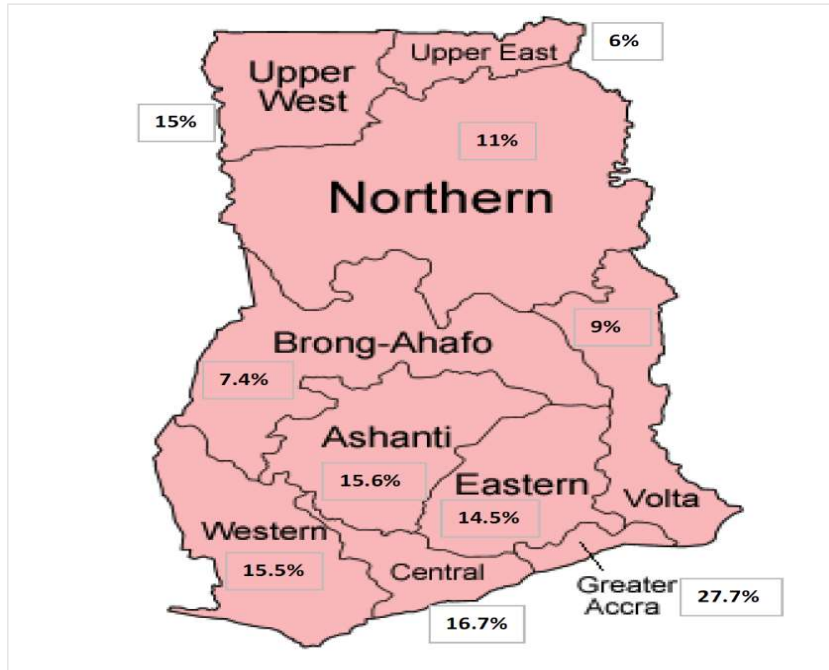 6%
Upper East
Upper
West
15%
11%
Northern
9%
Brong-Ahafo
7.4%
Ashanti
15.6%
Eastern
14.5%
Volta
Western
15.5%
Central
16.7%
Greater
Accra
27.7%